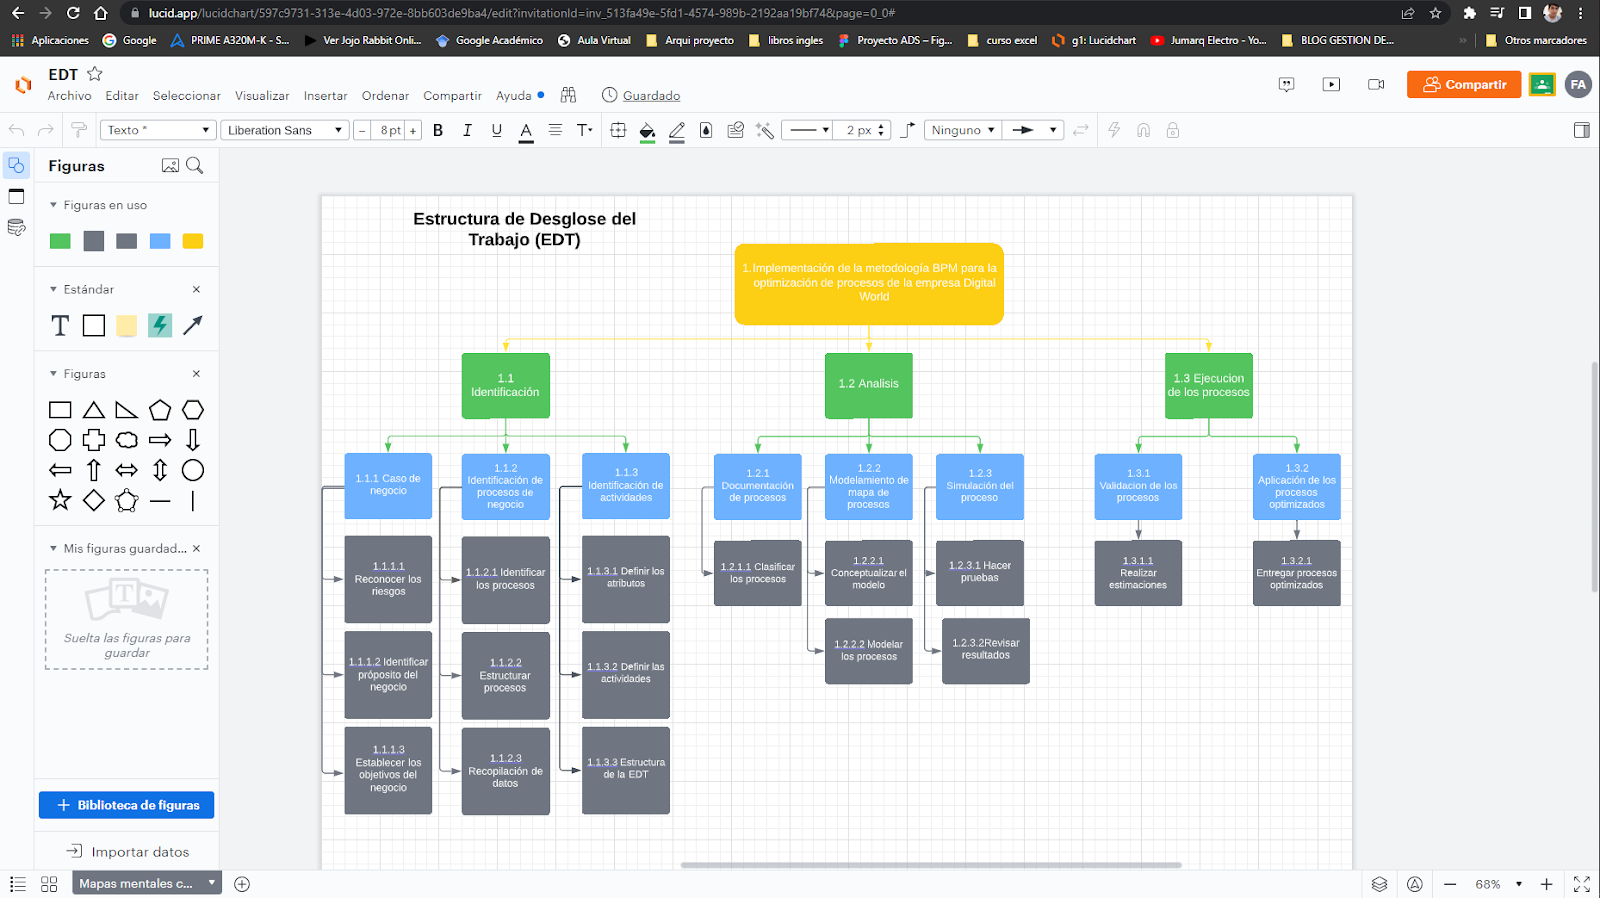 lucid.app/lucidchart/597c9731-313e-4d03-972e-8bb603de9ba4/edit?invitationId=inv_513fa49e-5fd1-4574-989b-2192aa19bf74&page=0_0#
Aplicaciones Google PRIME A320M-K - S... Ver Jojo Rabbit Onli... Google Académico Aula Virtual Arqui proyecto libros ingles Proyecto ADS – Fig... curso excel g1: Lucidchart Jumarq Electro - Yo... BLOG GESTION DE... » Otros marcadores
EDT
Archivo Editar Seleccionar Visualizar Insertar Ordenar Compartir Ayuda Guardado
Compartir FA
Texto * Liberation Sans − 8 pt + B I U A T 2 px Ninguno
Figuras
Figuras en uso
Estándar
T
Figuras
Mis figuras guardad...
T
Suelta las figuras para
guardar
+ Biblioteca de figuras
Importar datos
Estructura de Desglose del
Trabajo (EDT)
1.Implementación de la metodología BPM para la
optimización de procesos de la empresa Digital
World
1.1
Identificación
1.2 Analisis
1.3 Ejecucion
de los procesos
1.1.1 Caso de
negocio
1.1.2
Identificación de
procesos de
negocio
1.1.3
Identificación de
actividades
1.2.1
Documentación
de procesos
1.2.2
Modelamiento de
mapa de
procesos
1.2.3
Simulación del
proceso
1.3.1
Validacion de los
procesos
1.3.2
Aplicación de los
procesos
optimizados
1.1.1.1
Reconocer los
riesgos
1.1.2.1 Identificar
los procesos
1.1.3.1 Definir los
atributos
1.2.1.1 Clasificar
los procesos
1.2.2.1
Conceptualizar el
modelo
1.2.3.1 Hacer
pruebas
1.3.1.1
Realizar
estimaciones
1.3.2.1
Entregar procesos
optimizados
1.1.1.2 Identificar
próposito del
negocio
1.1.2.2
Estructurar
procesos
1.1.3.2 Definir las
actividades
1.2.2.2 Modelar
los procesos
1.2.3.2Revisar
resultados
1.1.1.3
Establecer los
objetivos del
negocio
1.1.2.3
Recopilación de
datos
1.1.3.3 Estructura
de la EDT
Mapas mentales c...
68%